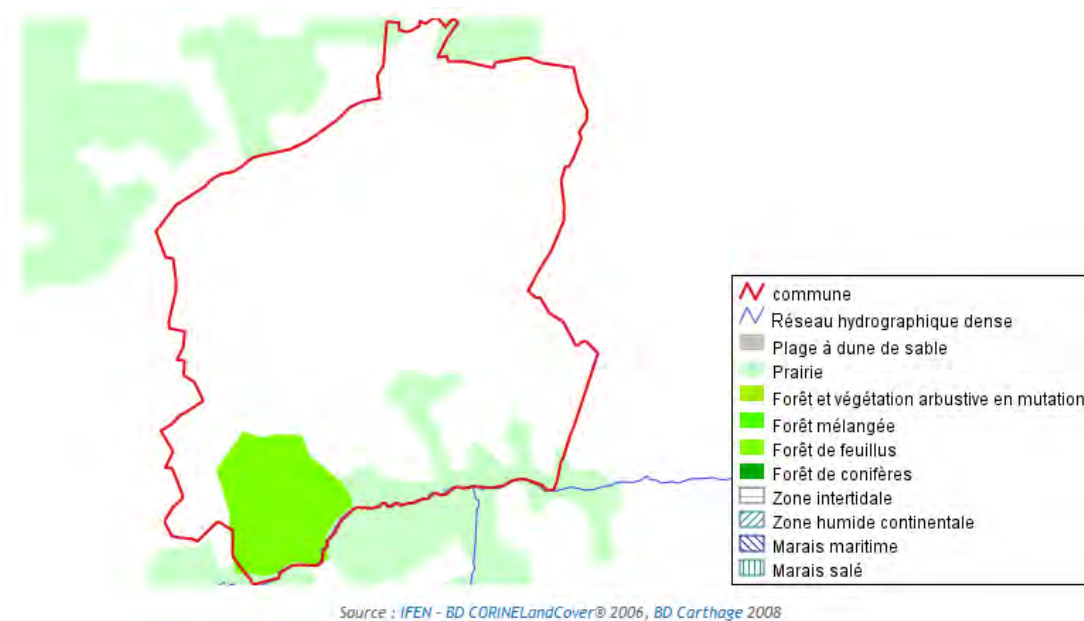 commune
Réseau hydrographique dense
Plage à dune de sable
Prairie
Forêt et végétation arbustive en mutation
Forêt mélangée
Forêt de feuillus
Forêt de conifères
Zone intertidale
Zone humide continentale
Marais maritime
Marais salé
Source : IFEN - BD CORINELandCover® 2006, BD Carthage 2008